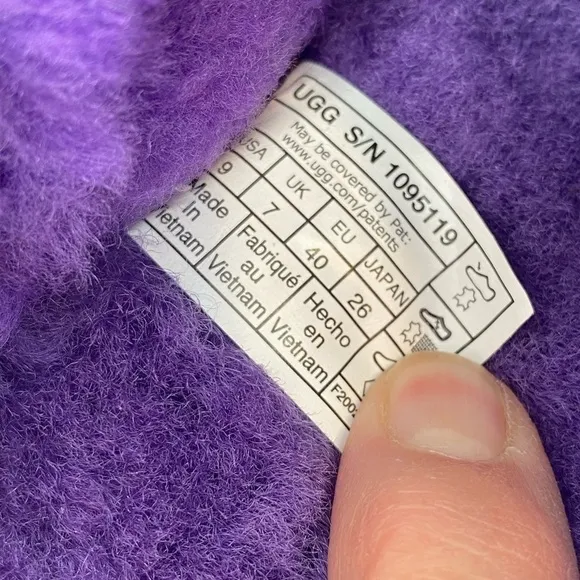 UGG S/N 1095119
May be covered by Pat:
www.ugg.com/patents
USA UK EU JAPAN
9 7 40 26
Made in Vietnam
Fabriqué au Vietnam
Hecho en Vietnam